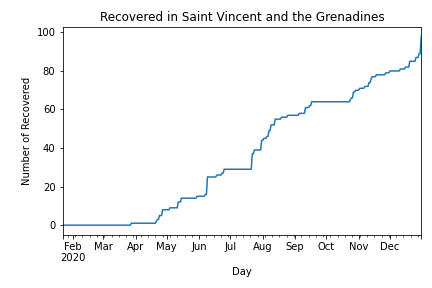 Recovered in Saint Vincent and the Grenadines
100
80
60
40
20
0
Number of Recovered
Feb Mar Apr May Jun Jul Aug Sep Oct Nov Dec
2020
Day